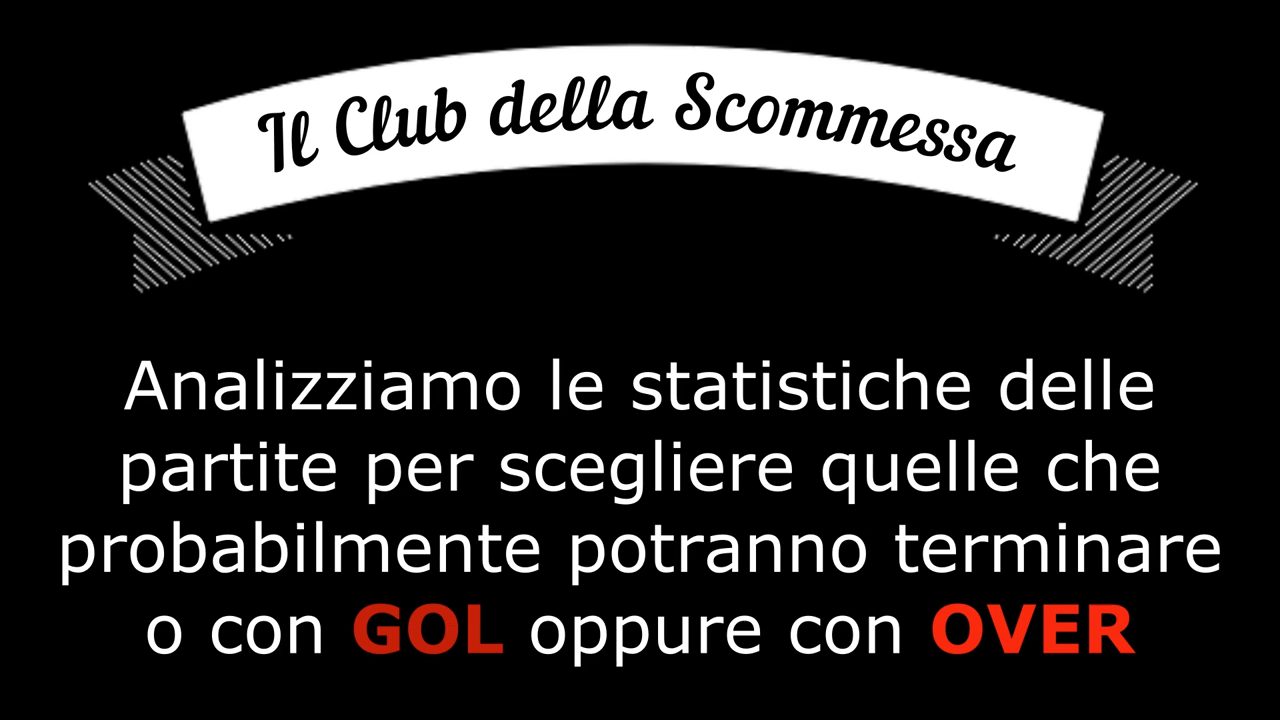 Il Club della Scommessa
Analizziamo le statistiche delle
partite per scegliere quelle che
probabilmente potranno terminare
o con GOL oppure con OVER